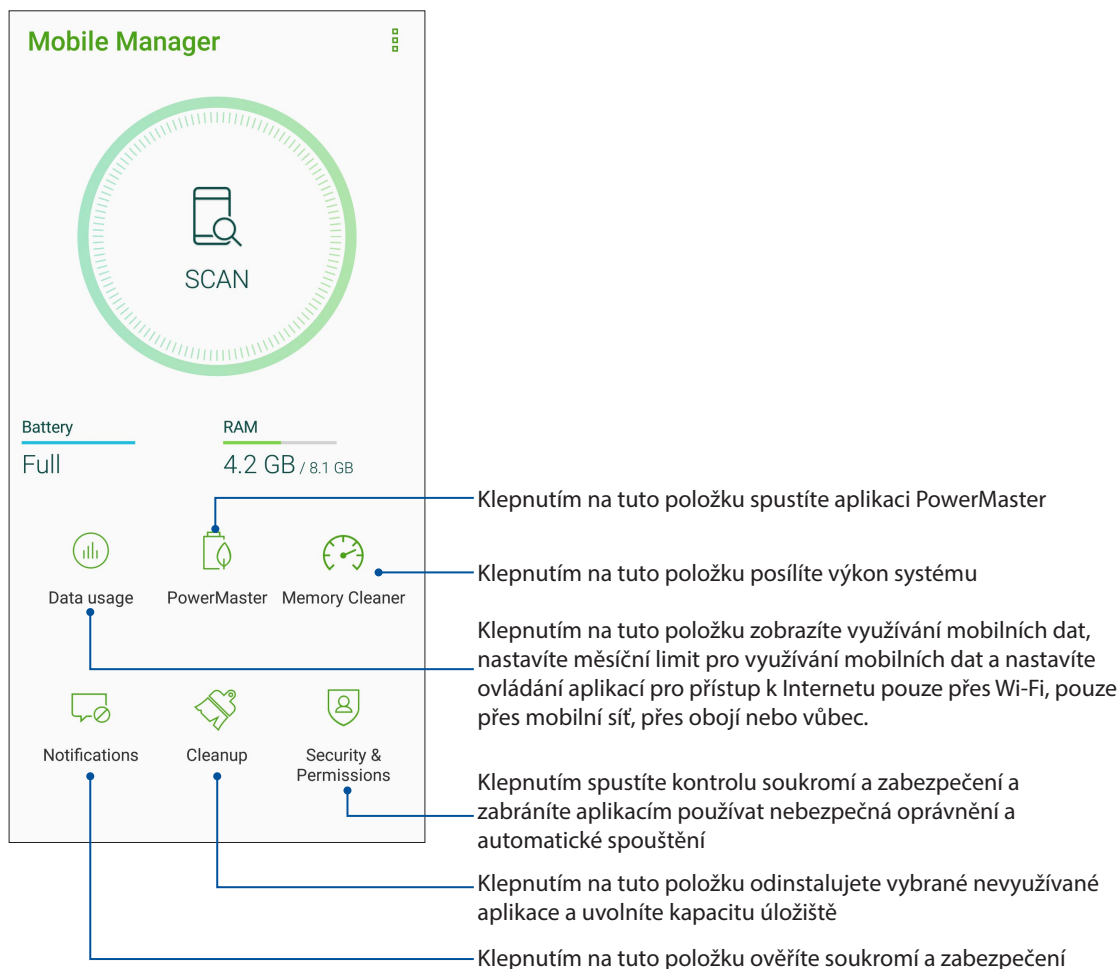 Mobile Manager
SCAN
Battery
RAM
Full
4.2 GB / 8.1 GB
Klepnutím na tuto položku spustíte aplikaci PowerMaster
Klepnutím na tuto položku posílíte výkon systému
Data usage
PowerMaster
Memory Cleaner
Klepnutím na tuto položku zobrazíte využívání mobilních dat,
nastavíte měsíční limit pro využívání mobilních dat a nastavíte
ovládání aplikací pro přístup k Internetu pouze přes Wi-Fi, pouze
přes mobilní síť, přes obojí nebo vůbec.
Notifications
Cleanup
Security &
Permissions
Klepnutím spustíte kontrolu soukromí a zabezpečení a
zabráníte aplikacím používat nebezpečná oprávnění a
automatické spouštění
Klepnutím na tuto položku odinstalujete vybrané nevyužívané
aplikace a uvolníte kapacitu úložiště
Klepnutím na tuto položku ověříte soukromí a zabezpečení